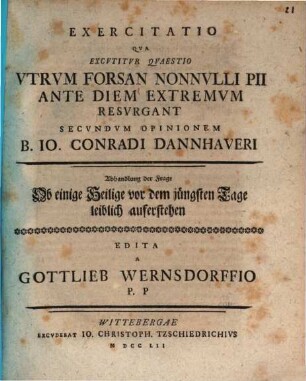 21
EXERCITATIO
QVA
EXCVTITVR QVAESTIO
VTRVM FORSAN NONNVLLI PII
ANTE DIEM EXTREMVM
RESVRGANT
SECVNDVM OPINIONEM
B. IO. CONRADI DANNHAVERI
Abhandlung der Frage
Ob einige Heilige vor dem jüngsten Tage
leiblich auferstehen
EDITA
A
GOTTLIEB WERNSDORFFIO
P. P
WITTEBERGAE
EXCVDEBAT IO. CHRISTOPH. TZSCHIEDRICHIVS
M DCC LII